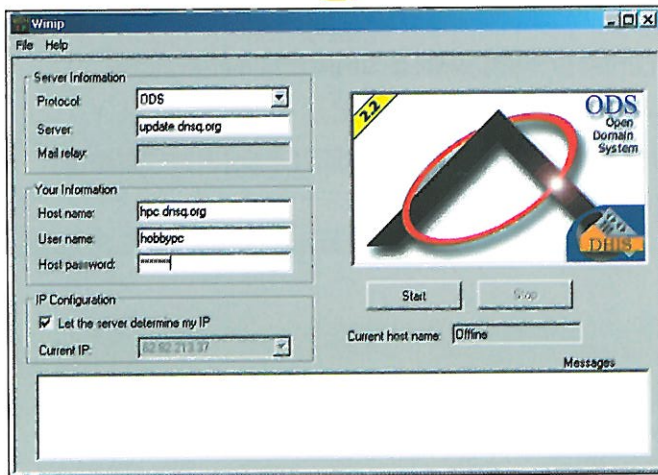 Winip
File Help
Server Information
Protocol: ODS
Server: update.dnsq.org
Mail relay:
Your Information
Host name: hpc.dnsq.org
User name: hobbypc
Host password: *******
IP Configuration
Let the server determine my IP
Current IP: 62.92.213.37
2.2
ODS
Open
Domain
System
DHIS
Start Stop
Current host name: Offline
Messages